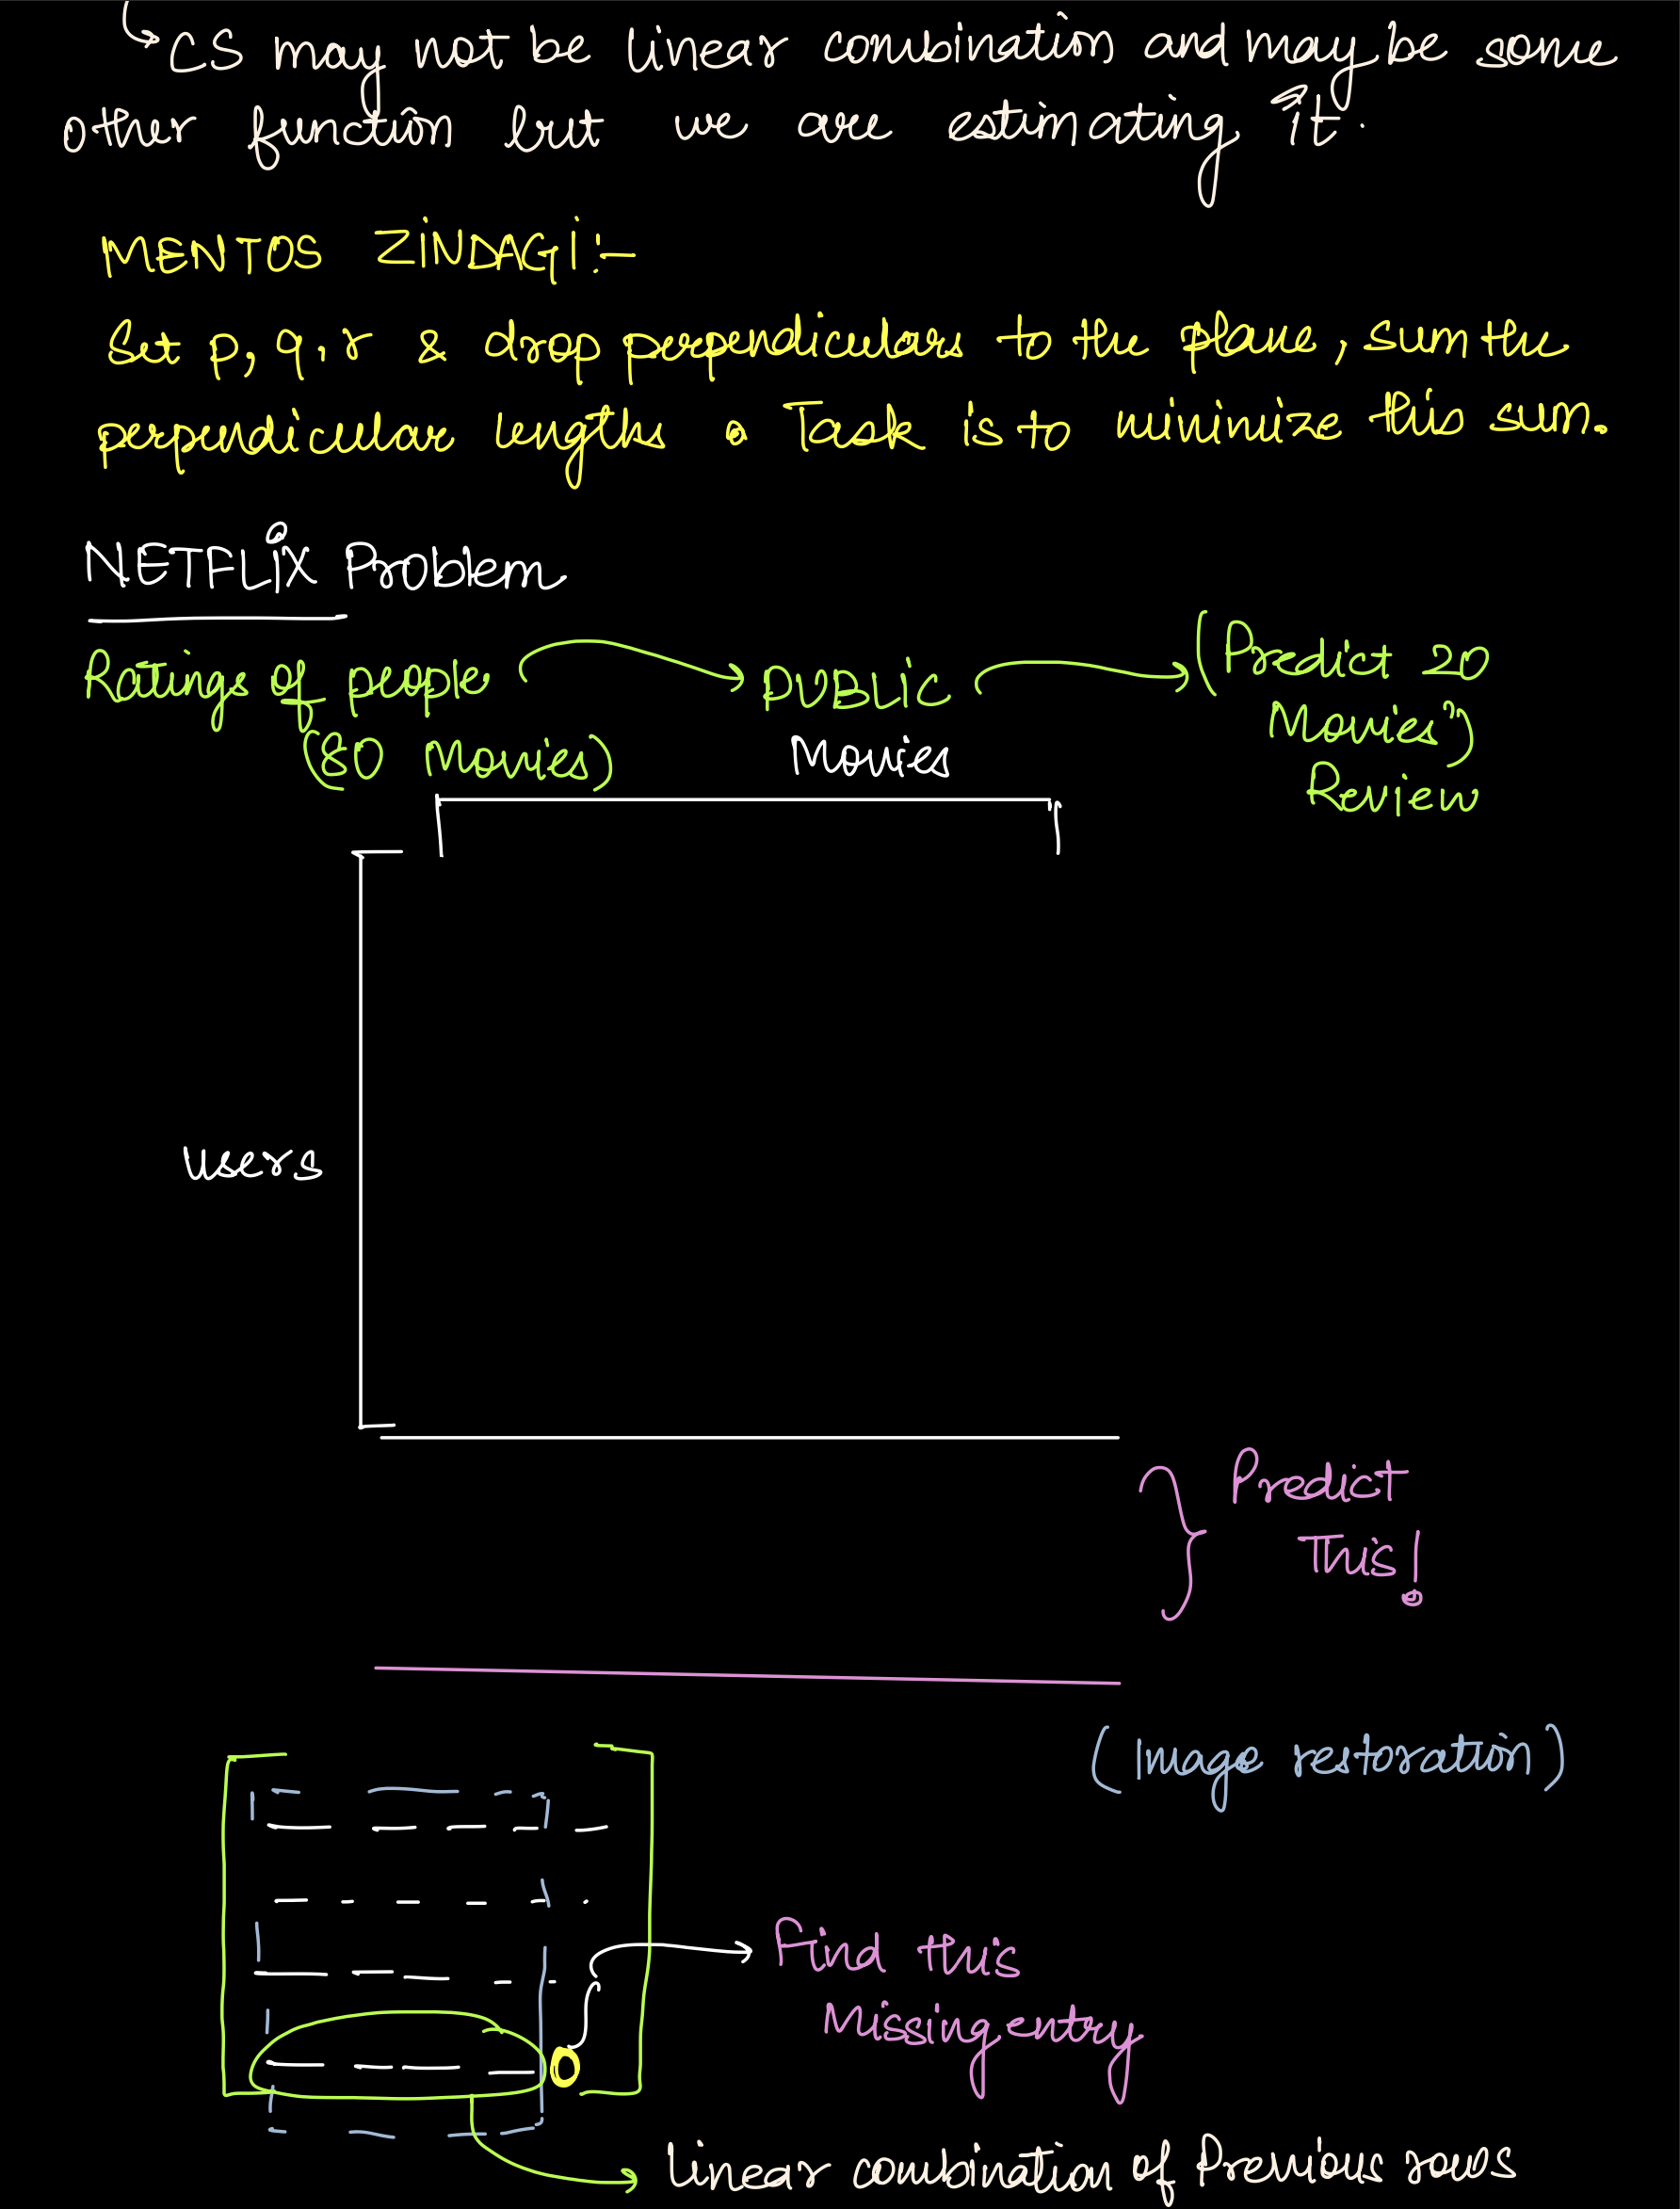 CS may not be linear combination and may be some
other function but we are estimating it.
MENTOS ZINDAGI:-
Set p, q, r & drop perpendiculars to the plane, sum the
perpendicular lengths. Task is to minimize this sum.
NETFLIX Problem
Ratings of people
(80 Movies)
PUBLIC
(Predict 20
Movies")
Review
Movies
users
Predict
This!
(Image restoration)
Find this
Missing entry
linear combination of Previous rows